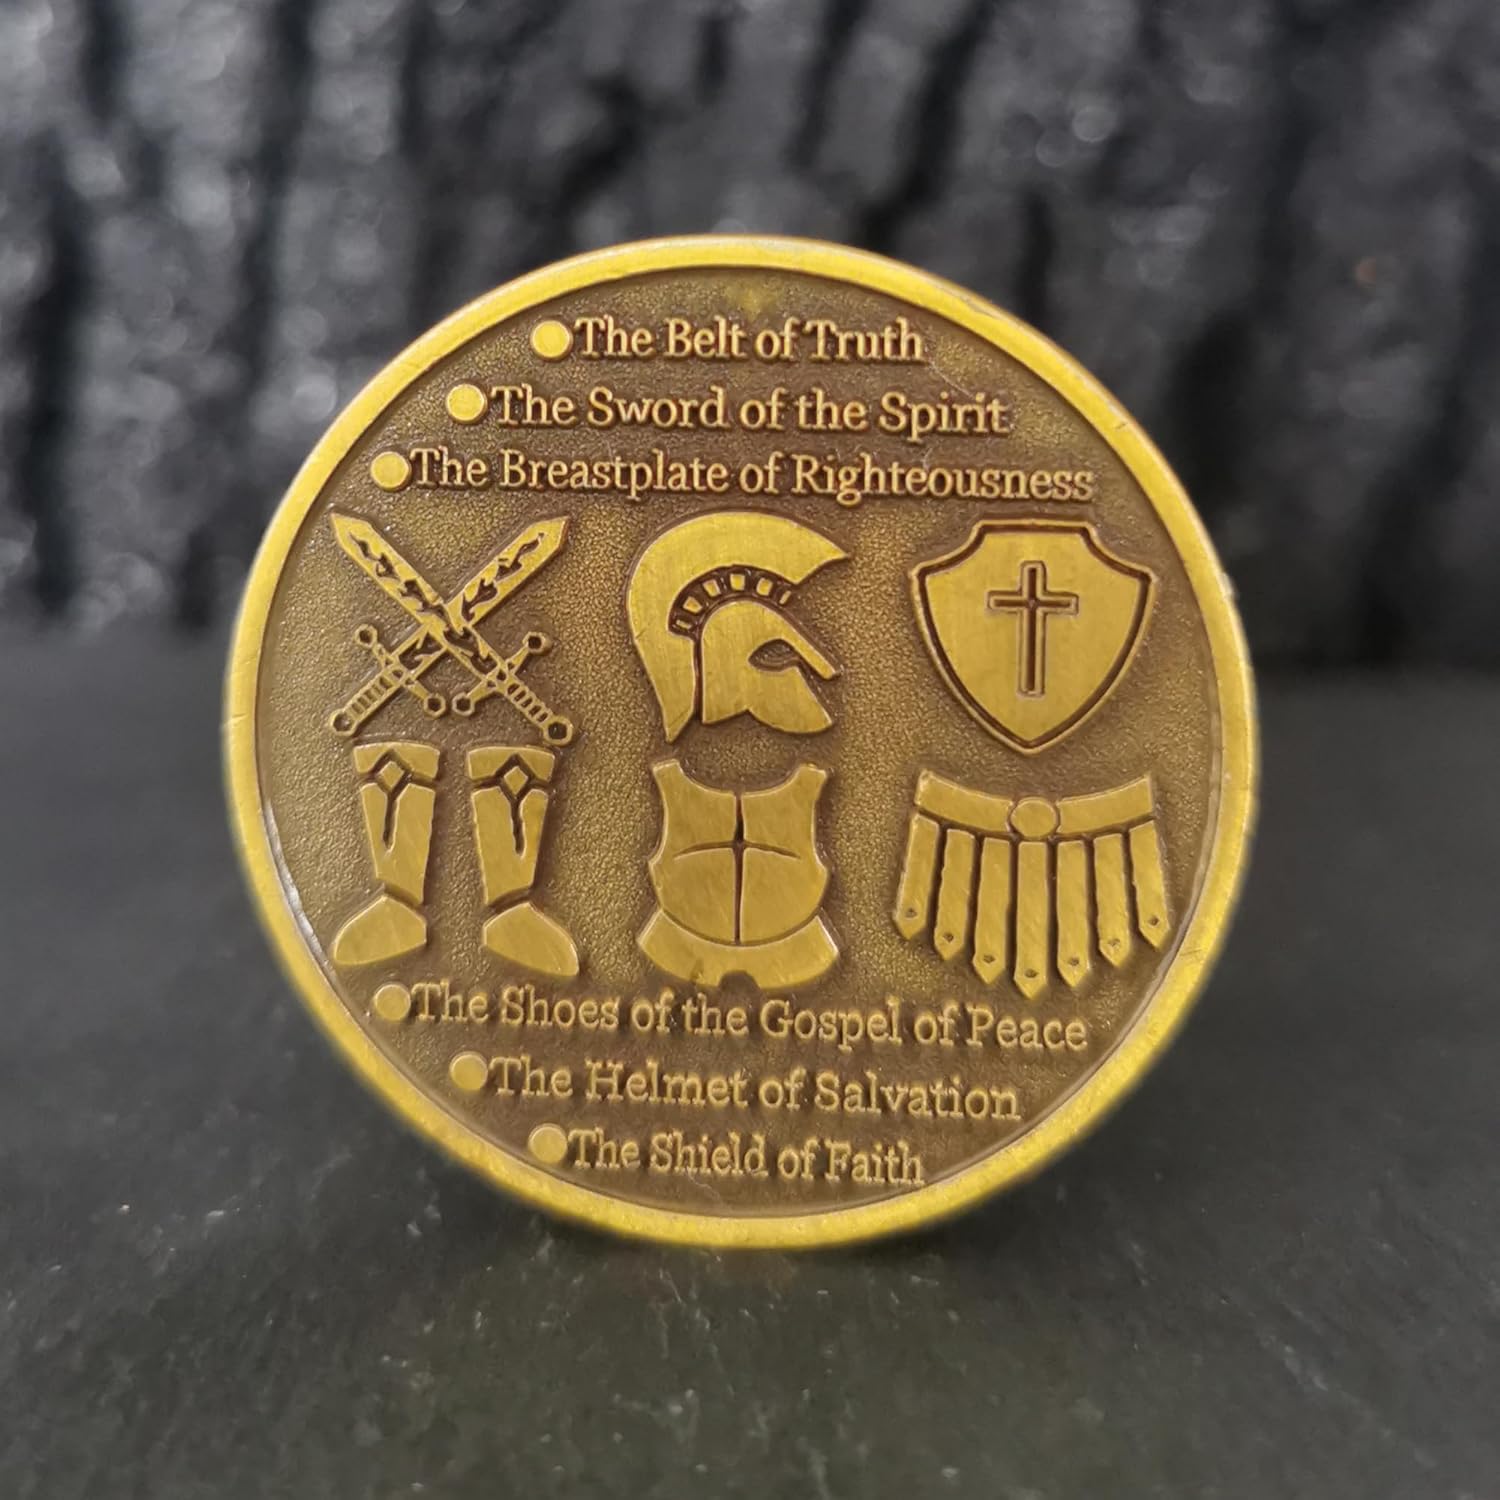 ●The Belt of Truth
●The Sword of the Spirit
●The Breastplate of Righteousness
●The Shoes of the Gospel of Peace
●The Helmet of Salvation
●The Shield of Faith